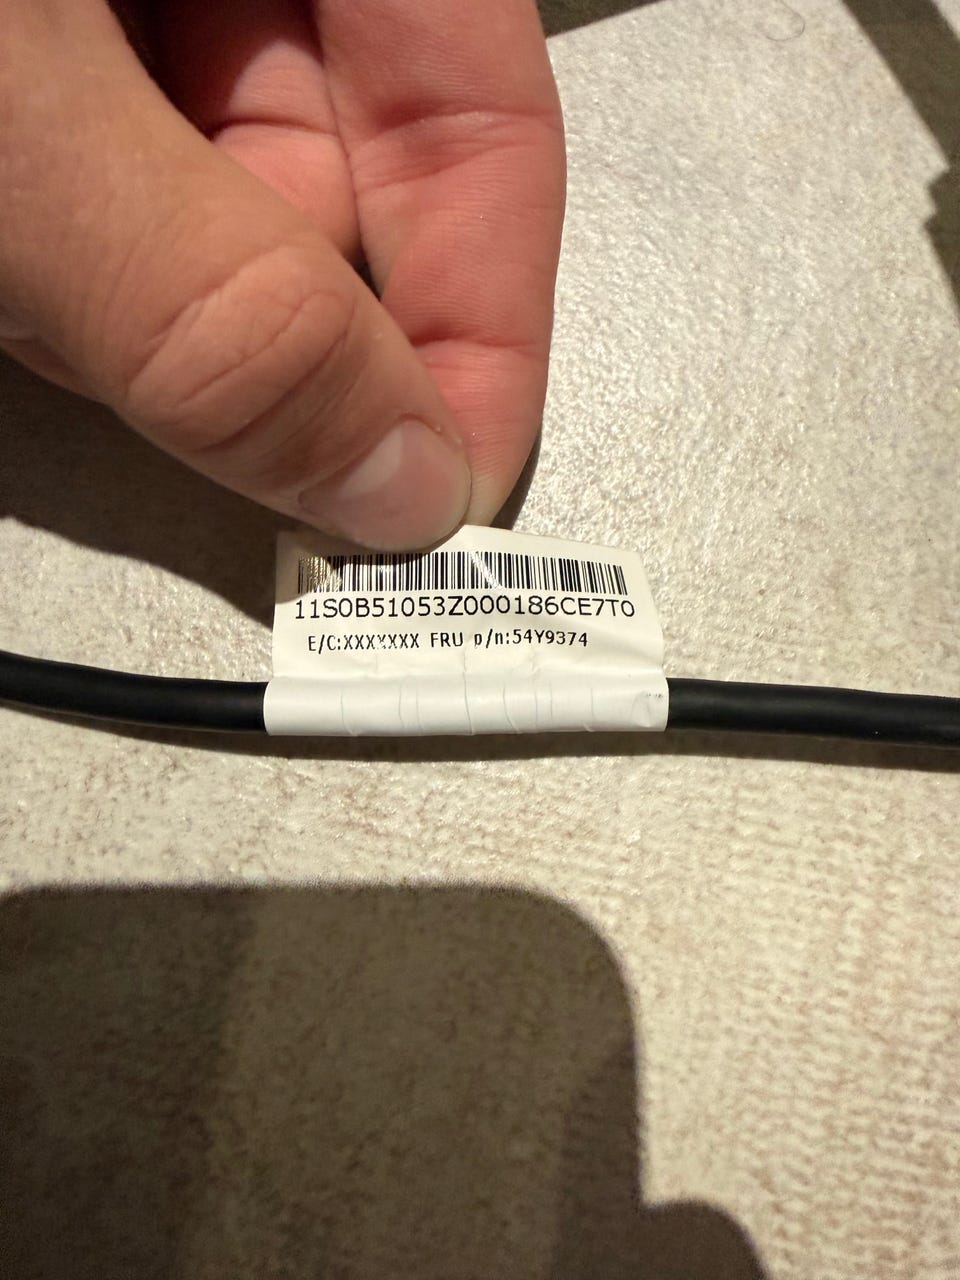 11S0B51053Z000186CE7T0
E/C:XXXXXXX FRU p/n:54Y9374